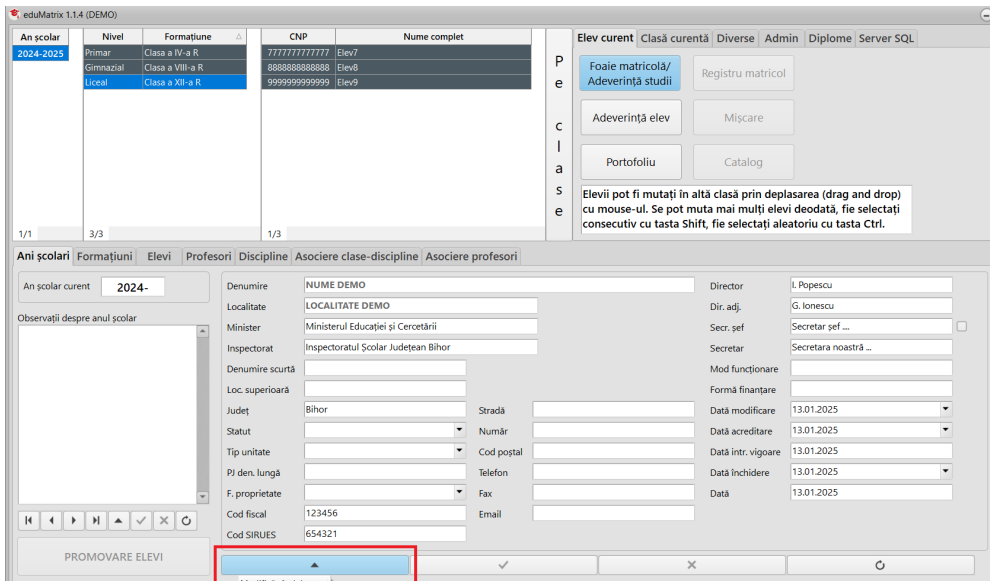 eduMatrix 1.1.4 (DEMO)
An școlar
2024-2025
1/1
Nivel Formațiune
Primar Clasa a IV-a R
Gimnazial Clasa a VIII-a R
Liceal Clasa a XII-a R
3/3
CNP Nume complet
7777777777777 Elev7
8888888888888 Elev8
9999999999999 Elev9
1/3
Pe clase
Elev curent Clasă curentă Diverse Admin Diplome Server SQL
Foaie matricolă/
Adeverință studii
Registru matricol
Adeverință elev
Mișcare
Portofoliu
Catalog
Elevii pot fi mutați în altă clasă prin deplasarea (drag and drop)
cu mouse-ul. Se pot muta mai mulți elevi deodată, fie selectați
consecutiv cu tasta Shift, fie selectați aleatoriu cu tasta Ctrl.
Ani școlari Formațiuni Elevi Profesori Discipline Asociere clase-discipline Asociere profesori
An școlar curent 2024-
Observații despre anul școlar
PROMOVARE ELEVI
Denumire NUME DEMO
Localitate LOCALITATE DEMO
Minister Ministerul Educației și Cercetării
Inspectorat Inspectoratul Școlar Județean Bihor
Denumire scurtă
Loc. superioară
Județ Bihor
Statut
Tip unitate
PJ den. lungă
F. proprietate
Cod fiscal 123456
Cod SIRUES 654321
Stradă
Număr
Cod poștal
Telefon
Fax
Email
Director I. Popescu
Dir. adj. G. Ionescu
Secr. șef Secretar șef ....
Secretar Secretara noastră ...
Mod funcționare
Formă finanțare
Dată modificare 13.01.2025
Dată acreditare 13.01.2025
Dată intr. vigoare 13.01.2025
Dată închidere 13.01.2025
Dată 13.01.2025